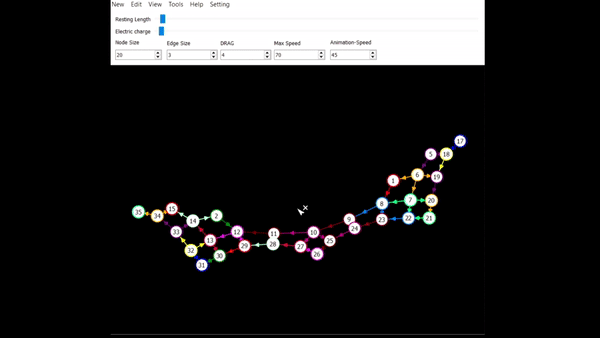 New Edit View Tools Help Setting
Resting Length
Electric charge
Node Size Edge Size DRAG Max Speed Animation-Speed
20 3 4 70 45
17
5 18
1 6 19
35 15 2 8 7 20
34 14 9 23 22 21
33 13 12 11 10 25 24
32 29 28 27 26
31 30